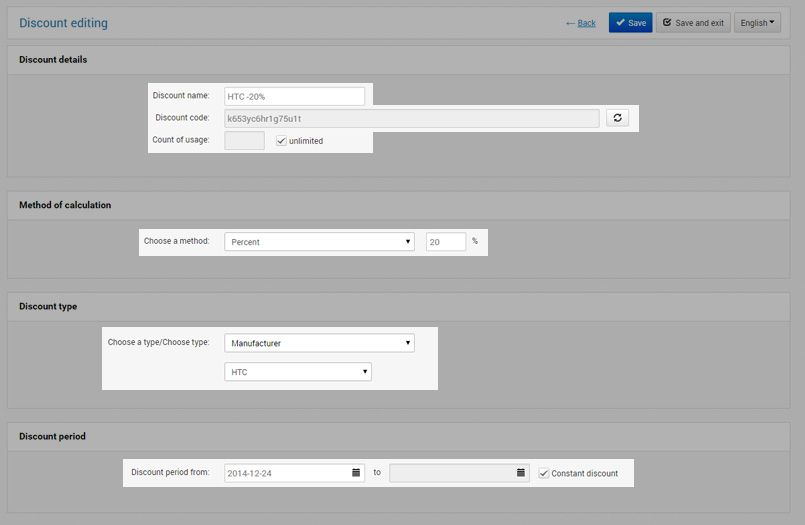 Discount editing
← Back Save Save and exit English
Discount details
Discount name: HTC -20%
Discount code: k653yc6hr1g75u1t
Count of usage: unlimited
Method of calculation
Choose a method: Percent 20 %
Discount type
Choose a type/Choose type: Manufacturer
HTC
Discount period
Discount period from: 2014-12-24 to Constant discount